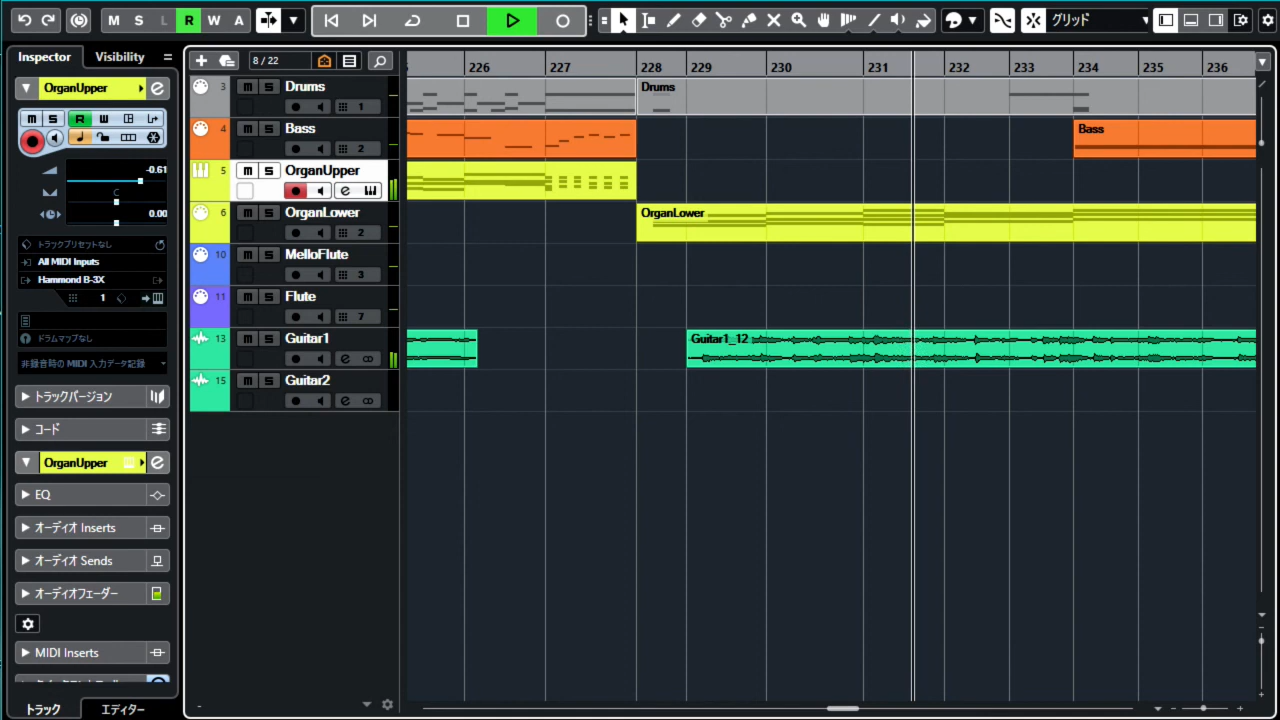 M S L R W A グリッド
Inspector Visibility
8 / 22
226 227 228 229 230 231 232 233 234 235 236
OrganUpper
M S R W
-0.61
C
0.00
トラックプリセットなし
All MIDI Inputs
Hammond B-3X
1
ドラムマップなし
非録音時の MIDI 入力データ記録
トラックバージョン
コード
OrganUpper
EQ
オーディオ Inserts
オーディオ Sends
オーディオフェーダー
MIDI Inserts
トラック エディター
3 M S Drums
1
4 M S Bass
2
5 M S OrganUpper
6 M S OrganLower
2
10 M S MelloFlute
3
11 M S Flute
7
13 M S Guitar1
15 M S Guitar2
Drums
Bass
OrganLower
Guitar1_12